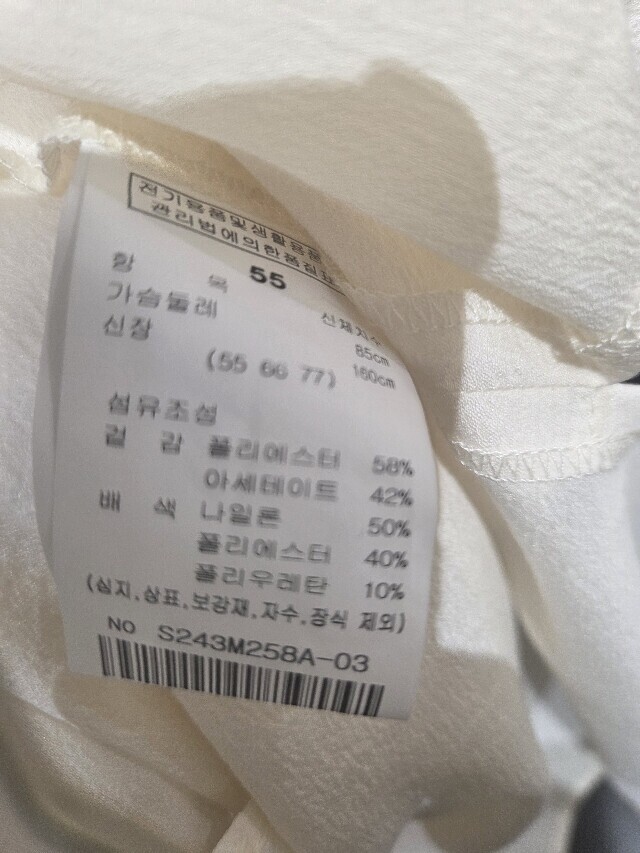 전기용품및생활용품
관리법에의한품질표
항 목 55 신체치수
가슴둘레 85cm
신장 (55 66 77) 160cm
섬유조성
겉 감 폴리에스터 58%
아세테이트 42%
배 색 나일론 50%
폴리에스터 40%
폴리우레탄 10%
(심지,상표,보강재,자수,장식 제외)
NO S243M258A-03